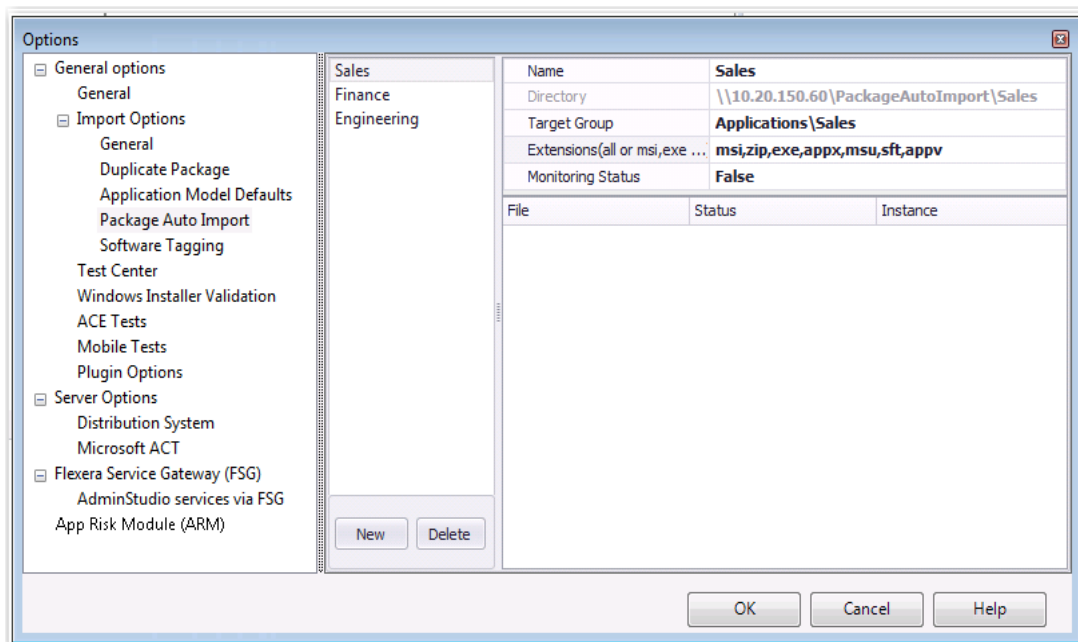 Options
General options
General
Import Options
General
Duplicate Package
Application Model Defaults
Package Auto Import
Software Tagging
Test Center
Windows Installer Validation
ACE Tests
Mobile Tests
Plugin Options
Server Options
Distribution System
Microsoft ACT
Flexera Service Gateway (FSG)
AdminStudio services via FSG
App Risk Module (ARM)
Sales
Finance
Engineering
New Delete
Name Sales
Directory \\10.20.150.60\PackageAutoImport\Sales
Target Group Applications\Sales
Extensions(all or msi,exe ... msi,zip,exe,appx,msu,sft,appv
Monitoring Status False
File Status Instance
OK Cancel Help